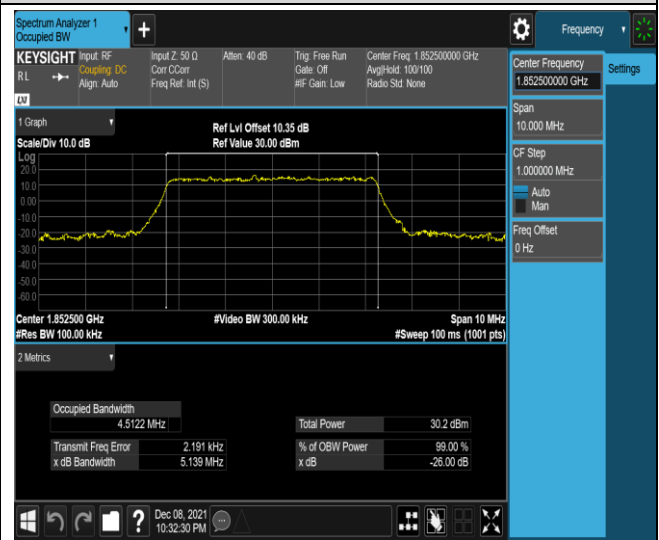 Spectrum Analyzer 1
Occupied BW
+
Frequency
KEYSIGHT
Input: RF
Coupling: DC
Align: Auto
Input Z: 50 Ω
Corr CCorr
Freq Ref: Int (S)
Atten: 40 dB
Trig: Free Run
Gate: Off
#IF Gain: Low
Center Freq: 1.852500000 GHz
Avg|Hold: 100/100
Radio Std: None
R L
LXI
Center Frequency
1.852500000 GHz
Settings
Span
10.000 MHz
CF Step
1.000000 MHz
Auto
Man
Freq Offset
0 Hz
1 Graph
Scale/Div 10.0 dB
Ref Lvl Offset 10.35 dB
Ref Value 30.00 dBm
Log
20.0
10.0
0.00
-10.0
-20.0
-30.0
-40.0
-50.0
-60.0
Center 1.852500 GHz
#Video BW 300.00 kHz
Span 10 MHz
#Res BW 100.00 kHz
#Sweep 100 ms (1001 pts)
2 Metrics
Occupied Bandwidth
4.5122 MHz
Total Power 30.2 dBm
Transmit Freq Error 2.191 kHz
% of OBW Power 99.00 %
x dB Bandwidth 5.139 MHz
x dB -26.00 dB
?
Dec 08, 2021
10:32:30 PM